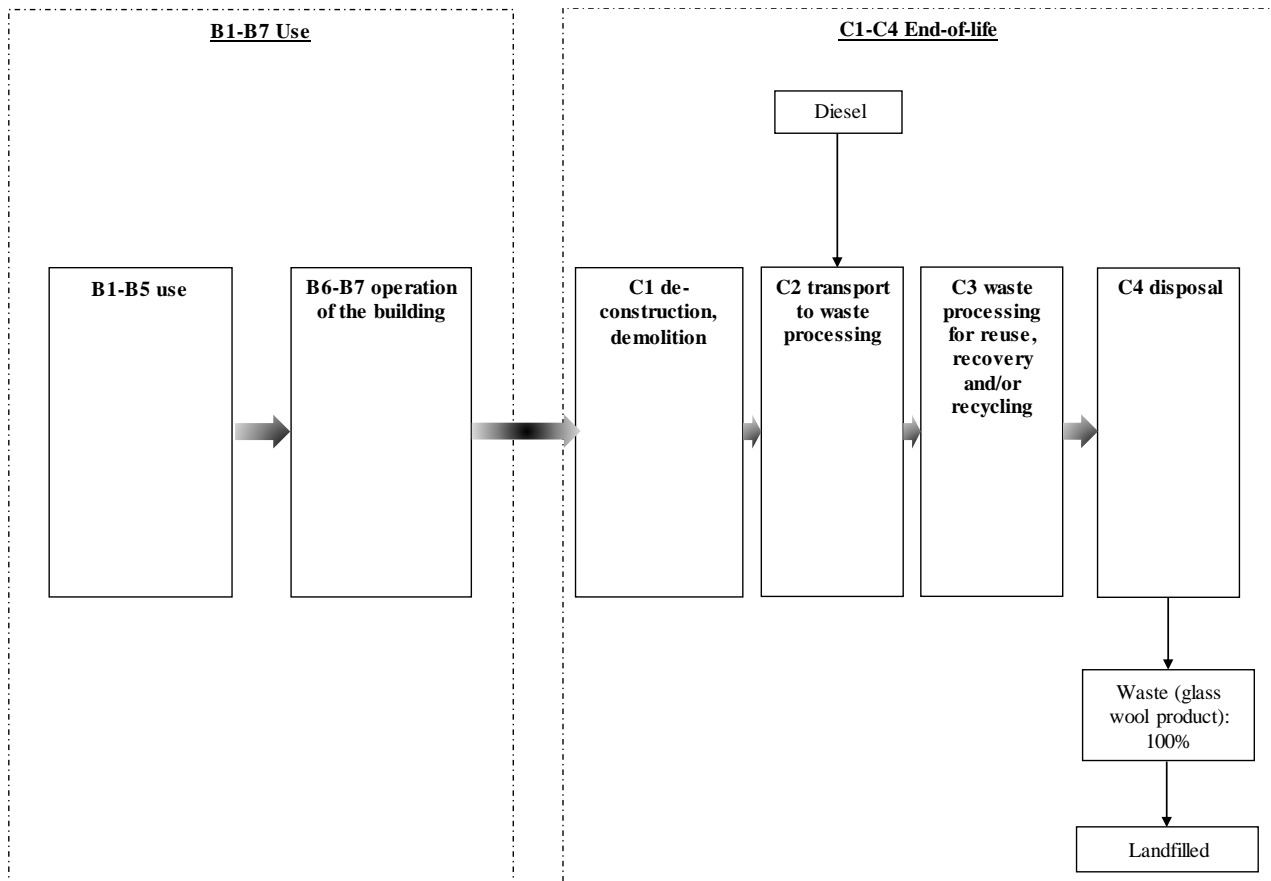 B1-B7 Use
C1-C4 End-of-life
Diesel
B1-B5 use
B6-B7 operation
of the building
C1 de-
construction,
demolition
C2 transport
to waste
processing
C3 waste
processing
for reuse,
recovery
and/or
recycling
C4 disposal
Waste (glass
wool product):
100%
Landfilled